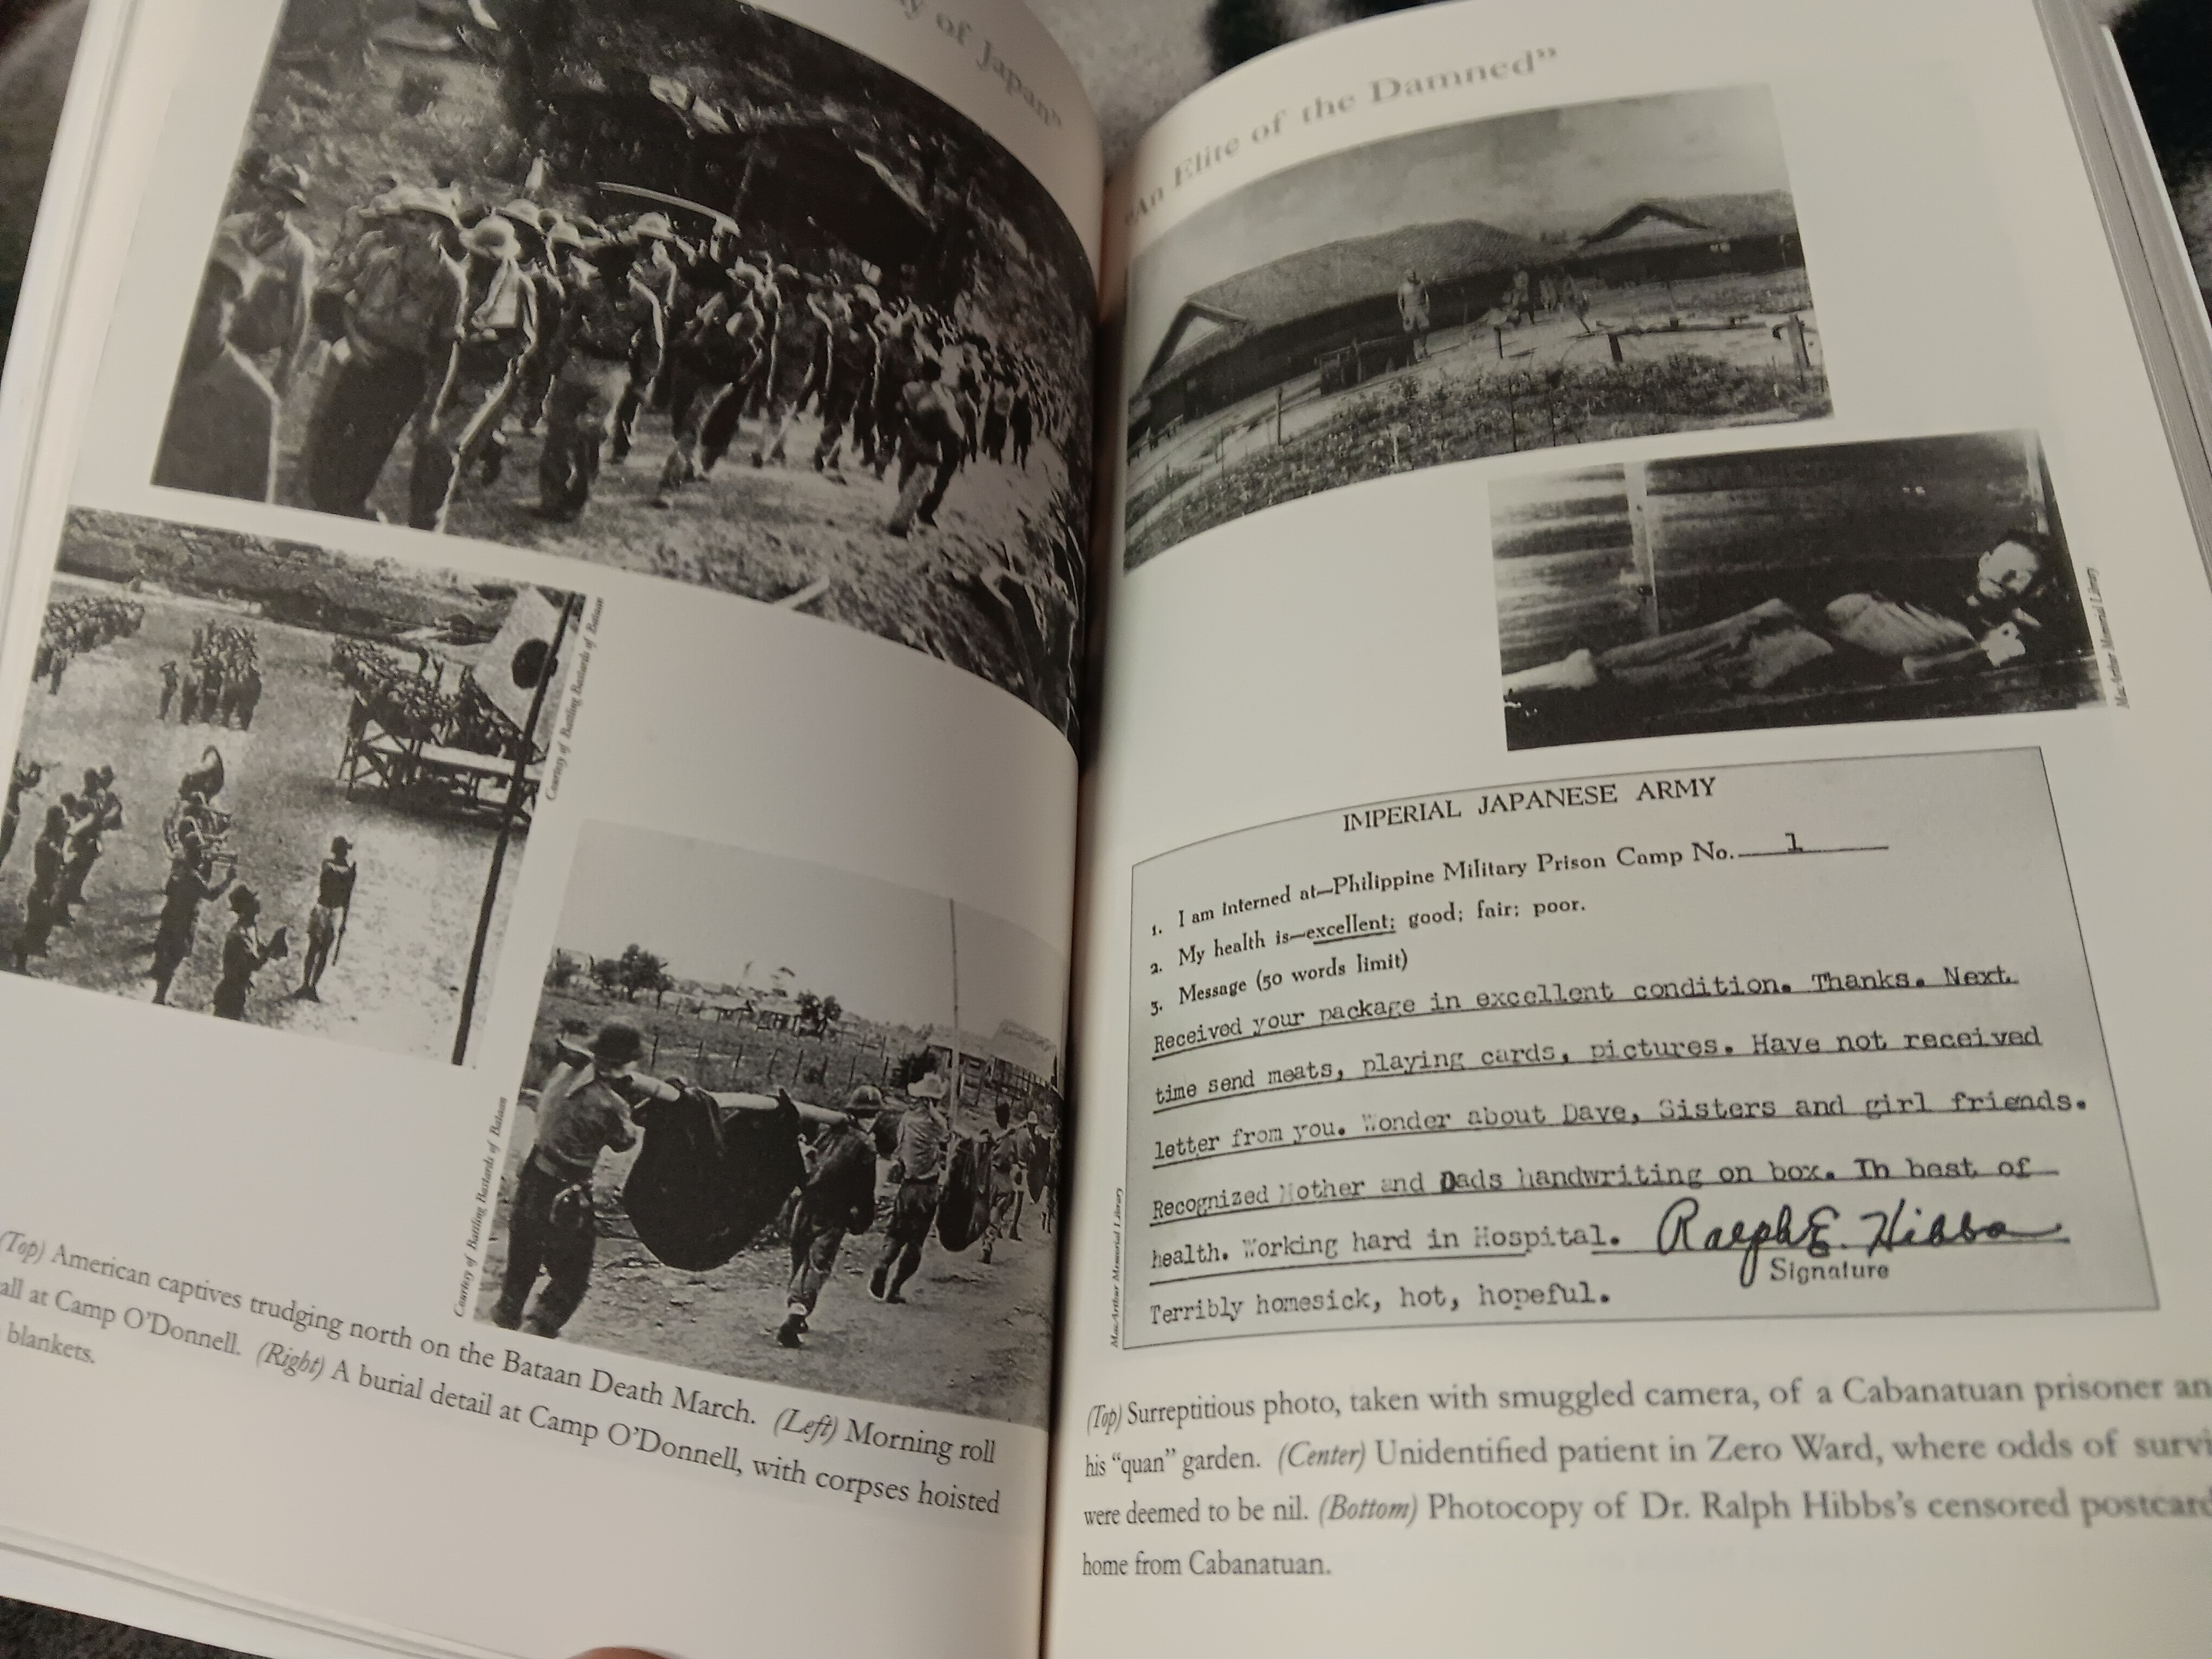 of Japan”
Courtesy of Battling Bastards of Bataan
Courtesy of Battling Bastards of Bataan
(Top) American captives trudging north on the Bataan Death March. (Left) Morning roll
all at Camp O’Donnell. (Right) A burial detail at Camp O’Donnell, with corpses hoisted
blankets.
“An Elite of the Damned”
MacArthur Memorial Library
IMPERIAL JAPANESE ARMY
1. I am interned at—Philippine Military Prison Camp No. 1
2. My health is—excellent; good; fair; poor.
3. Message (50 words limit)
Received your package in excellent condition. Thanks. Next
time send meats, playing cards, pictures. Have not received
letter from you. Wonder about Dave, Sisters and girl friends.
Recognized Mother and Dads handwriting on box. In best of
health. Working hard in Hospital. Ralph E. Hibbs
Signature
Terribly homesick, hot, hopeful.
MacArthur Memorial Library
(Top) Surreptitious photo, taken with smuggled camera, of a Cabanatuan prisoner an
his “quan” garden. (Center) Unidentified patient in Zero Ward, where odds of survi
were deemed to be nil. (Bottom) Photocopy of Dr. Ralph Hibbs’s censored postcard
home from Cabanatuan.